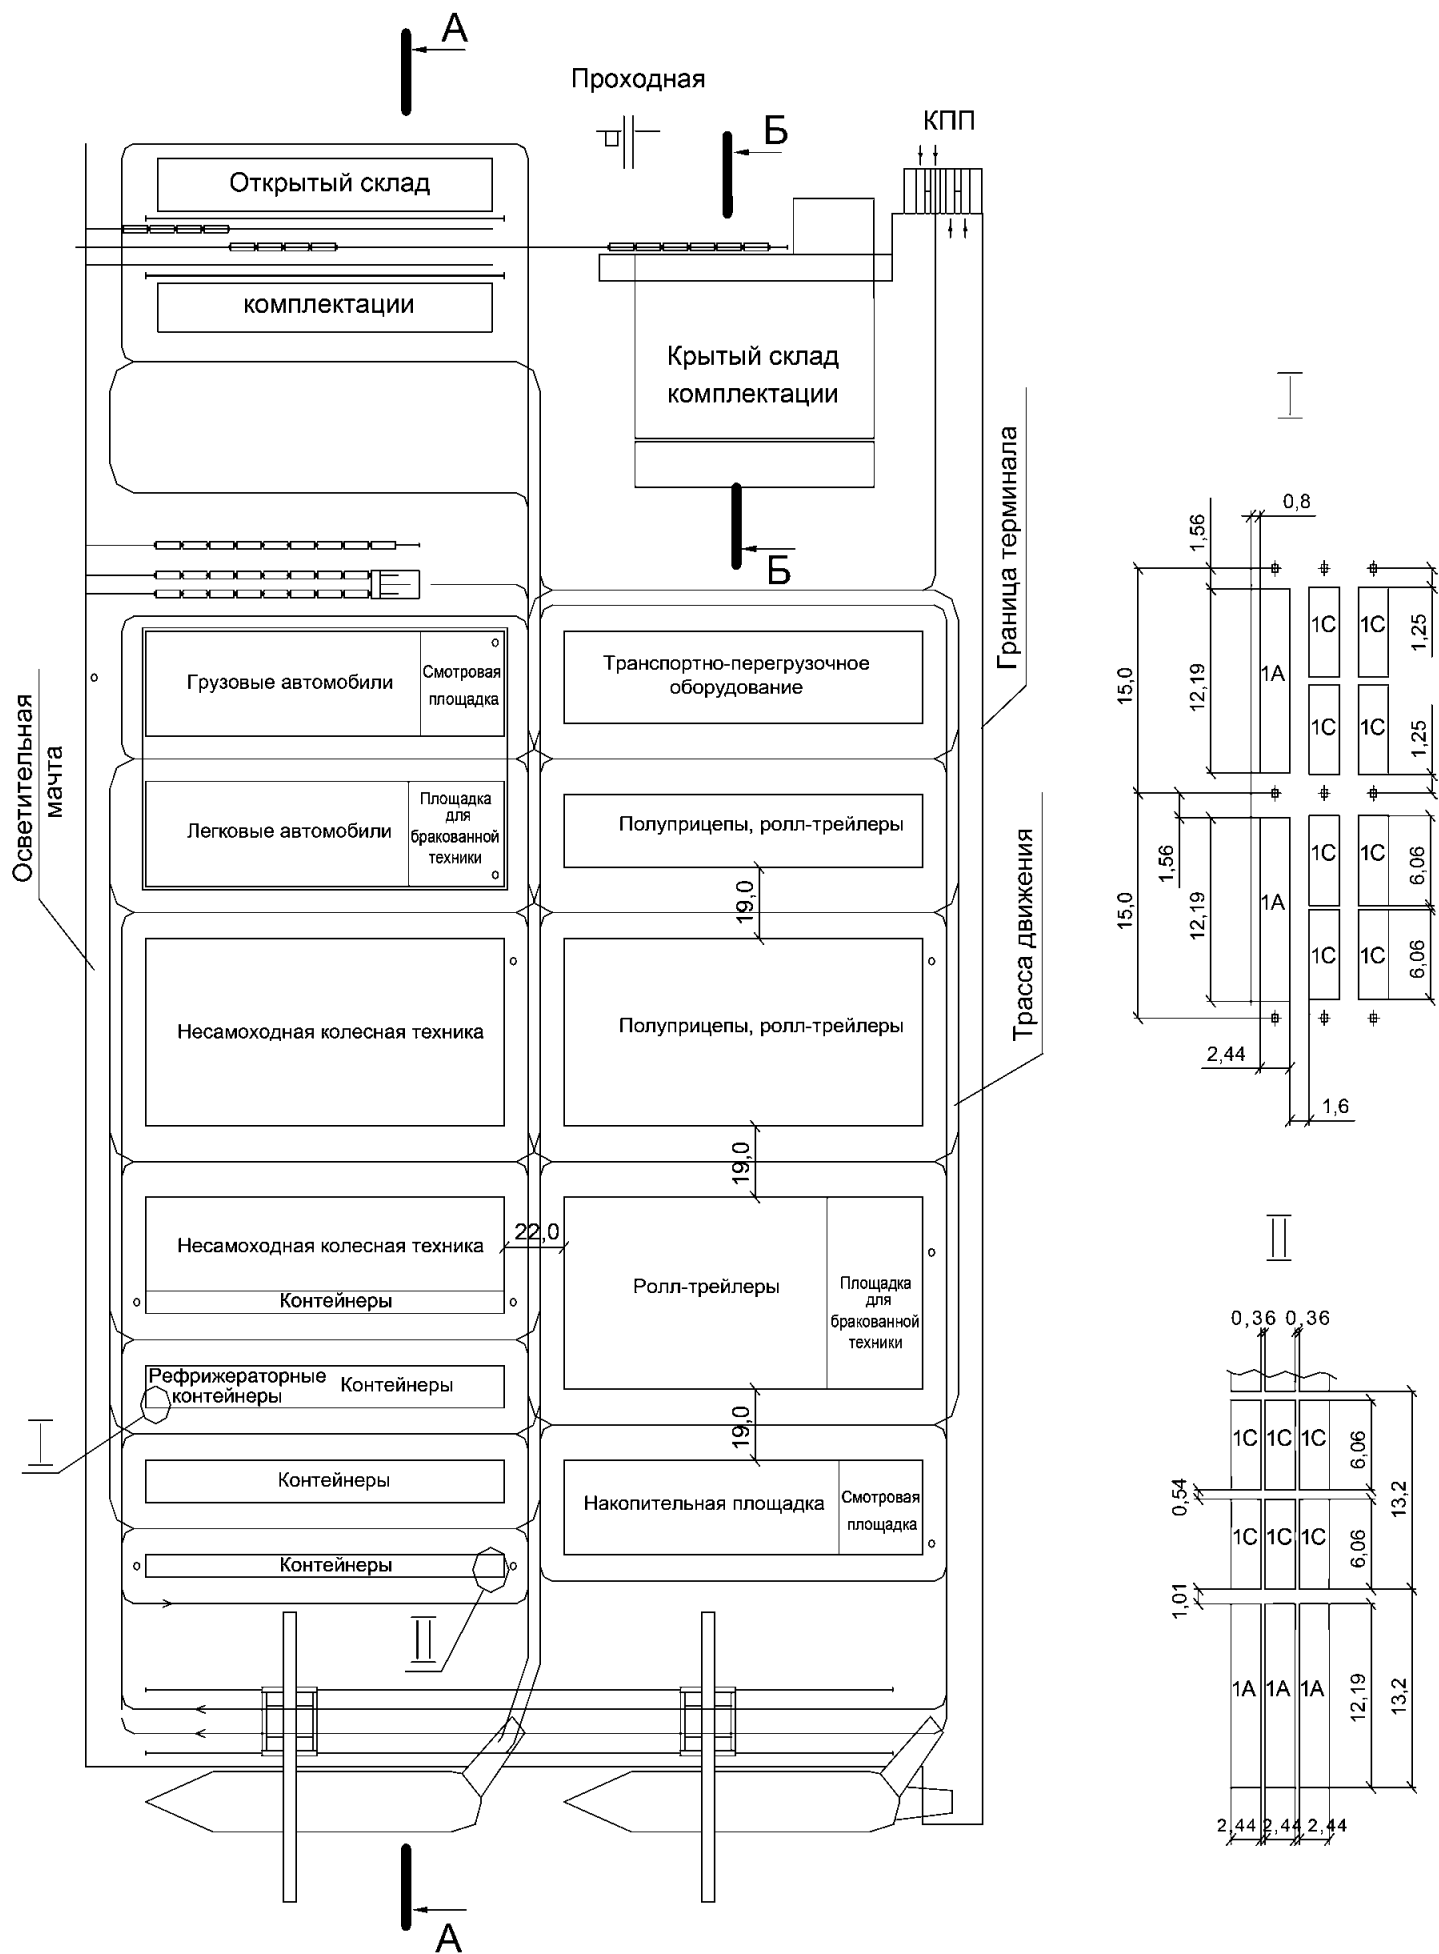 А
Проходная
Б
КПП
Открытый склад
комплектации
Крытый склад
комплектации
Б
Граница терминала
Осветительная
мачта
Грузовые автомобили
Смотровая
площадка
Транспортно-перегрузочное
оборудование
Легковые автомобили
Площадка
для
бракованной
техники
Полуприцепы, ролл-трейлеры
19,0
Трасса движения
Несамоходная колесная техника
Полуприцепы, ролл-трейлеры
19,0
Несамоходная колесная техника
22,0
Контейнеры
Ролл-трейлеры
Площадка
для
бракованной
техники
Рефрижераторные
контейнеры
Контейнеры
I
19,0
Контейнеры
Накопительная площадка
Смотровая
площадка
Контейнеры
II
А
I
0,8
1,56
15,0
12,19
1А
1С
1С
1,25
1С
1С
1,25
1,56
15,0
12,19
1А
1С
1С
6,06
1С
1С
6,06
2,44
1,6
II
0,36
0,36
1С
1С
1С
6,06
13,2
0,54
1С
1С
1С
6,06
1,01
1А
1А
1А
12,19
13,2
2,44
2,44
2,44